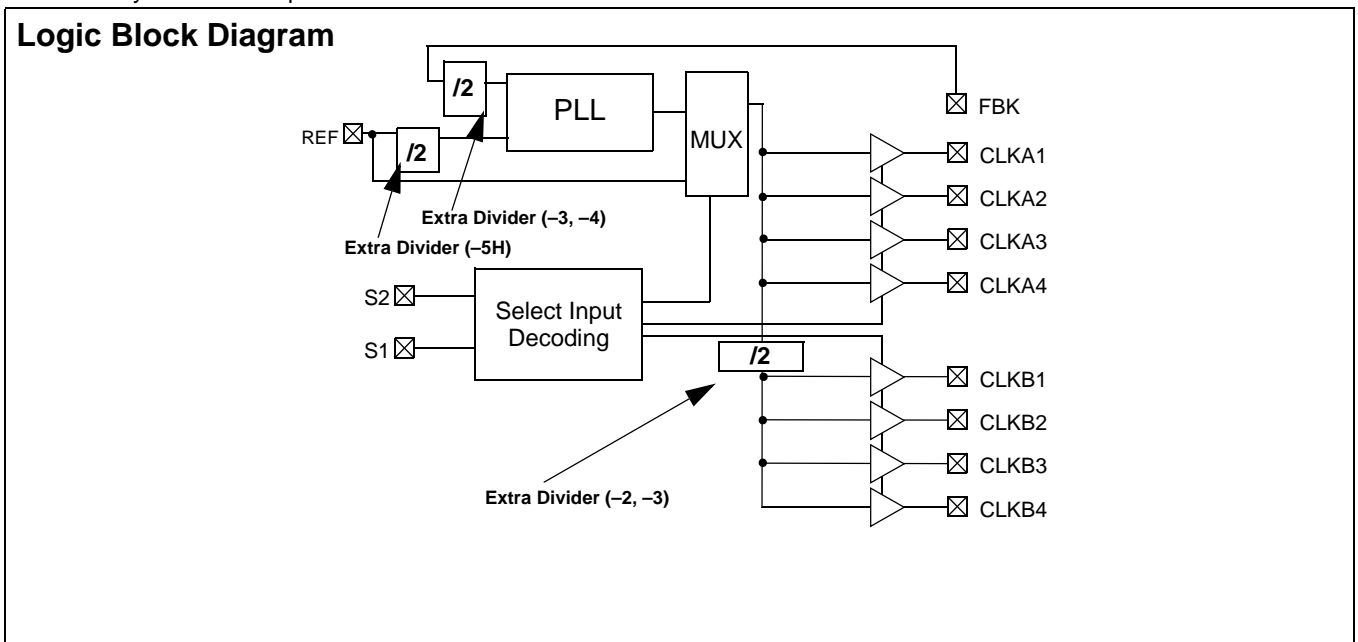 Logic Block Diagram
/2
PLL
MUX
FBK
REF
/2
CLKA1
CLKA2
Extra Divider (–3, –4)
CLKA3
Extra Divider (–5H)
CLKA4
S2
Select Input
Decoding
S1
/2
CLKB1
CLKB2
CLKB3
Extra Divider (–2, –3)
CLKB4